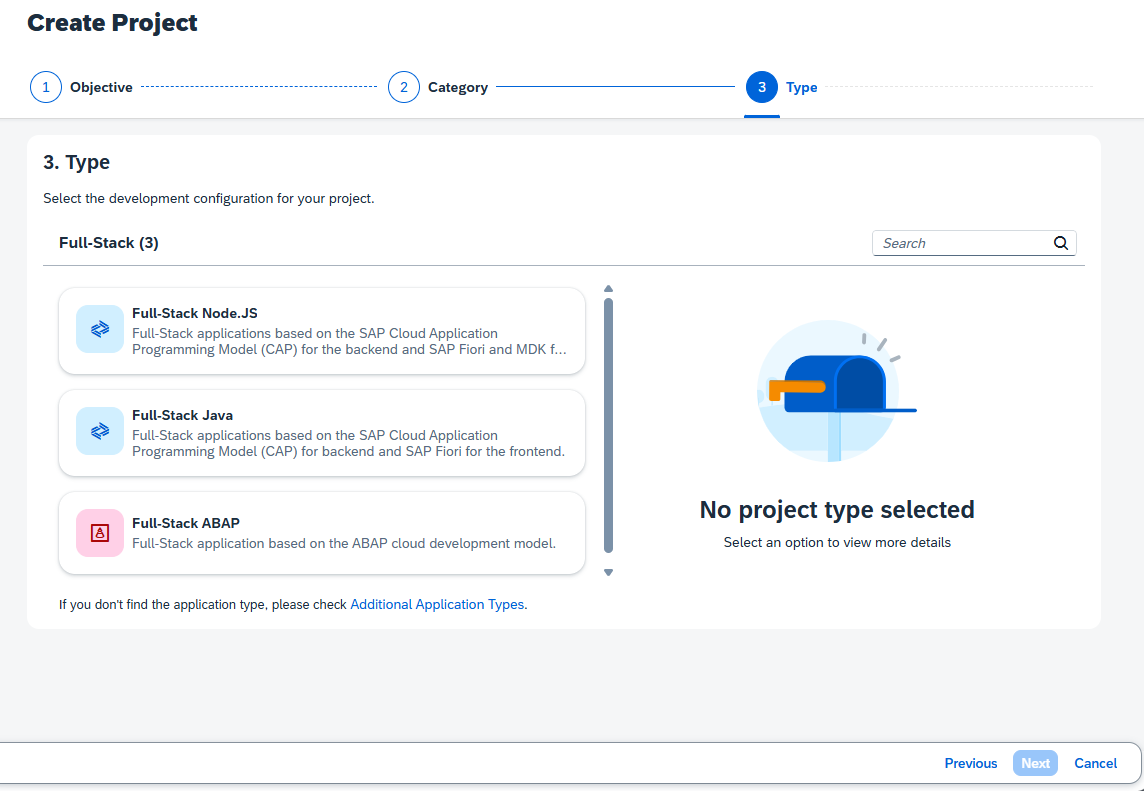 Create Project
1 Objective
2 Category
3 Type
3. Type
Select the development configuration for your project.
Full-Stack (3)
Search
Full-Stack Node.JS
Full-Stack applications based on the SAP Cloud Application
Programming Model (CAP) for the backend and SAP Fiori and MDK f...
Full-Stack Java
Full-Stack applications based on the SAP Cloud Application
Programming Model (CAP) for backend and SAP Fiori for the frontend.
Full-Stack ABAP
Full-Stack application based on the ABAP cloud development model.
No project type selected
Select an option to view more details
If you don't find the application type, please check Additional Application Types.
Previous
Next
Cancel